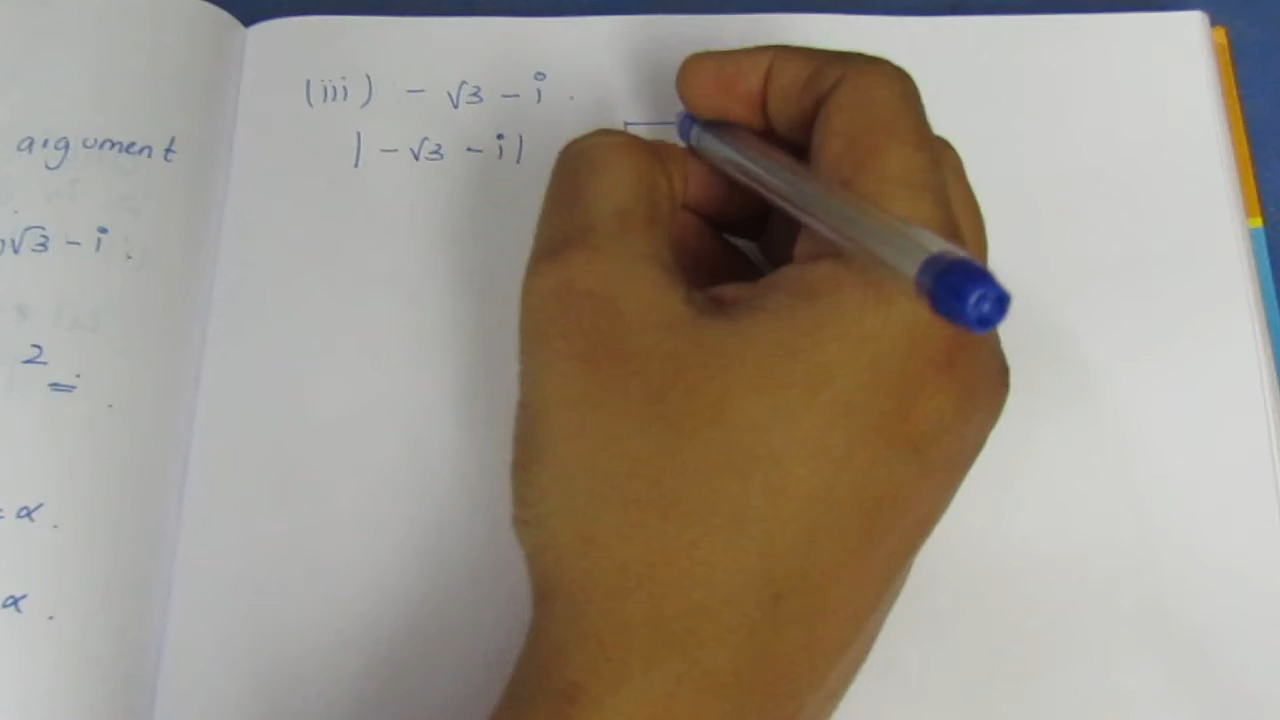 argument
√3 - i .
2
= α .
α .
(iii) - √3 - i .
| - √3 - i |